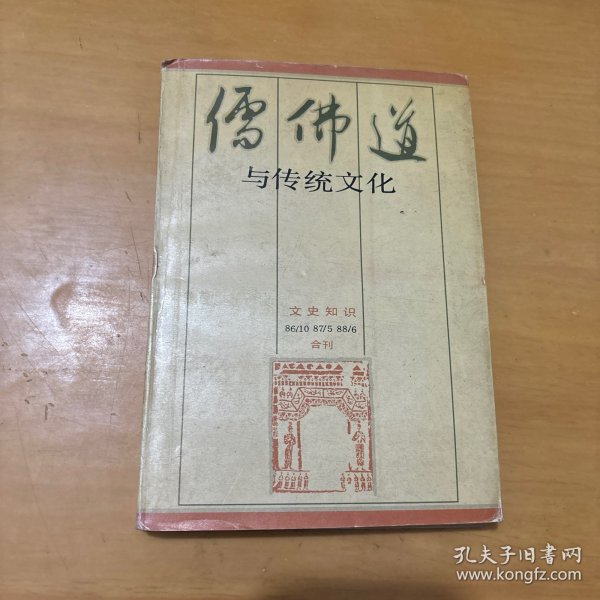 儒佛道
与传统文化
文史知识
86/10 87/5 88/6
合刊
孔夫子旧书网
www.kongfz.com